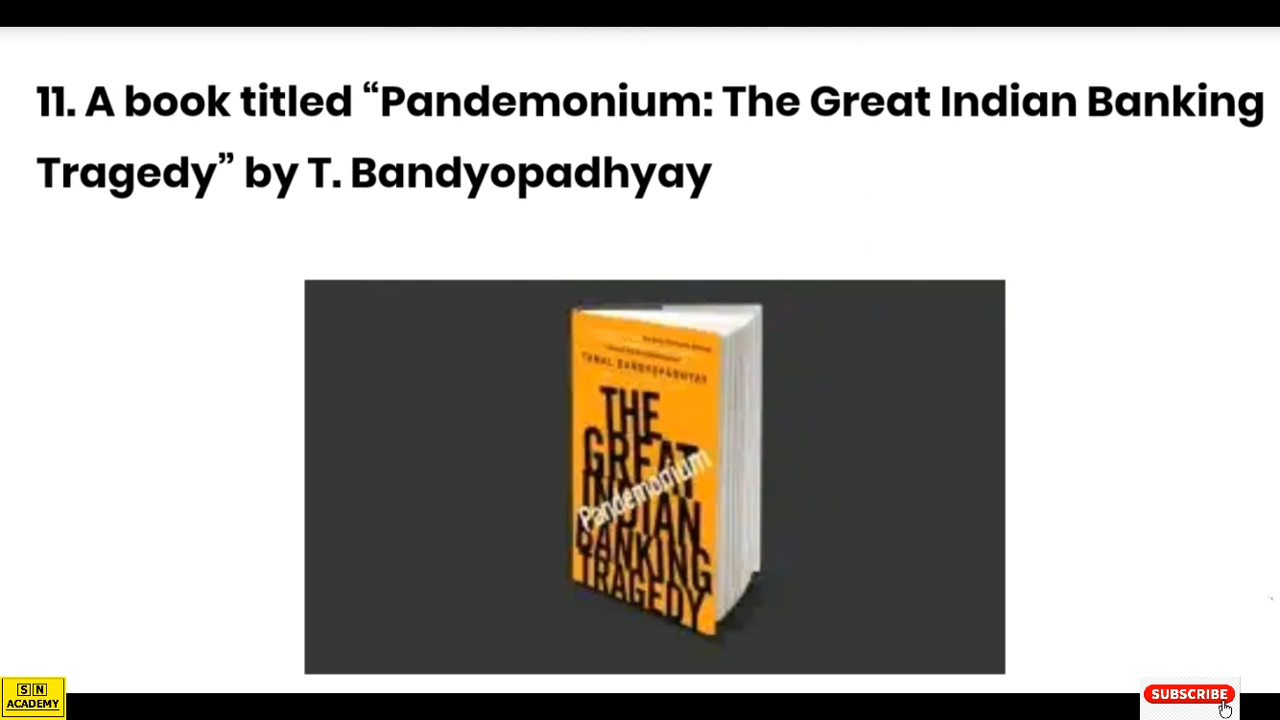 11. A book titled “Pandemonium: The Great Indian Banking
Tragedy” by T. Bandyopadhyay
TAMAL BANDYOPADHYAY
THE
GREAT
INDIAN
BANKING
TRAGEDY
Pandemonium
S N
ACADEMY
SUBSCRIBE